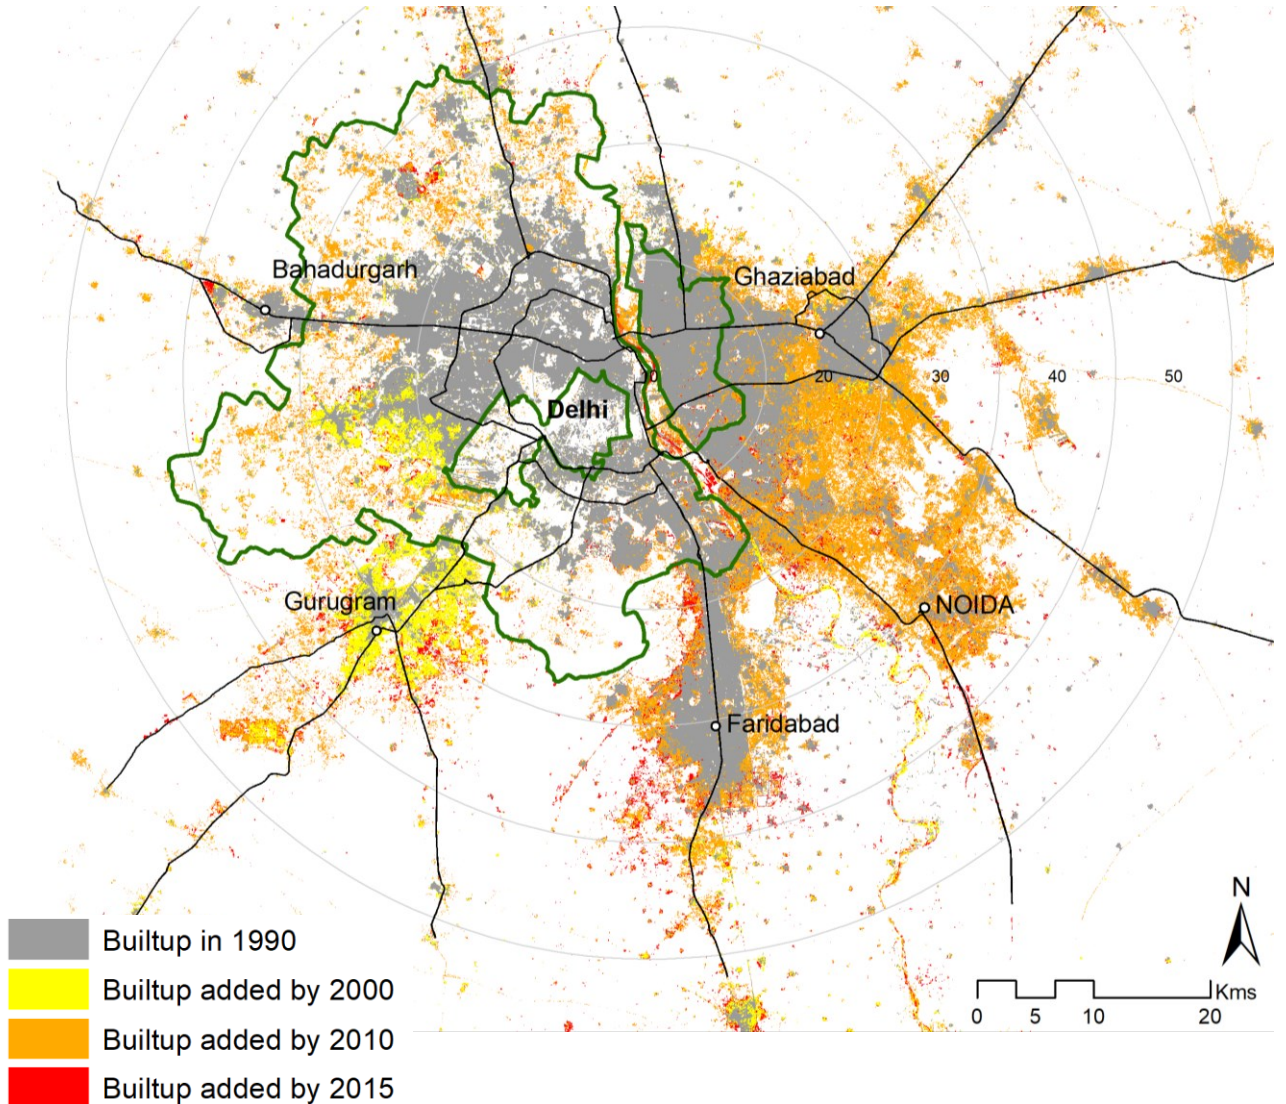 Bahadurgarh
Ghaziabad
10
20
30
40
50
Delhi
Gurugram
NOIDA
Faridabad
N
Kms
0
5
10
20
Builtup in 1990
Builtup added by 2000
Builtup added by 2010
Builtup added by 2015